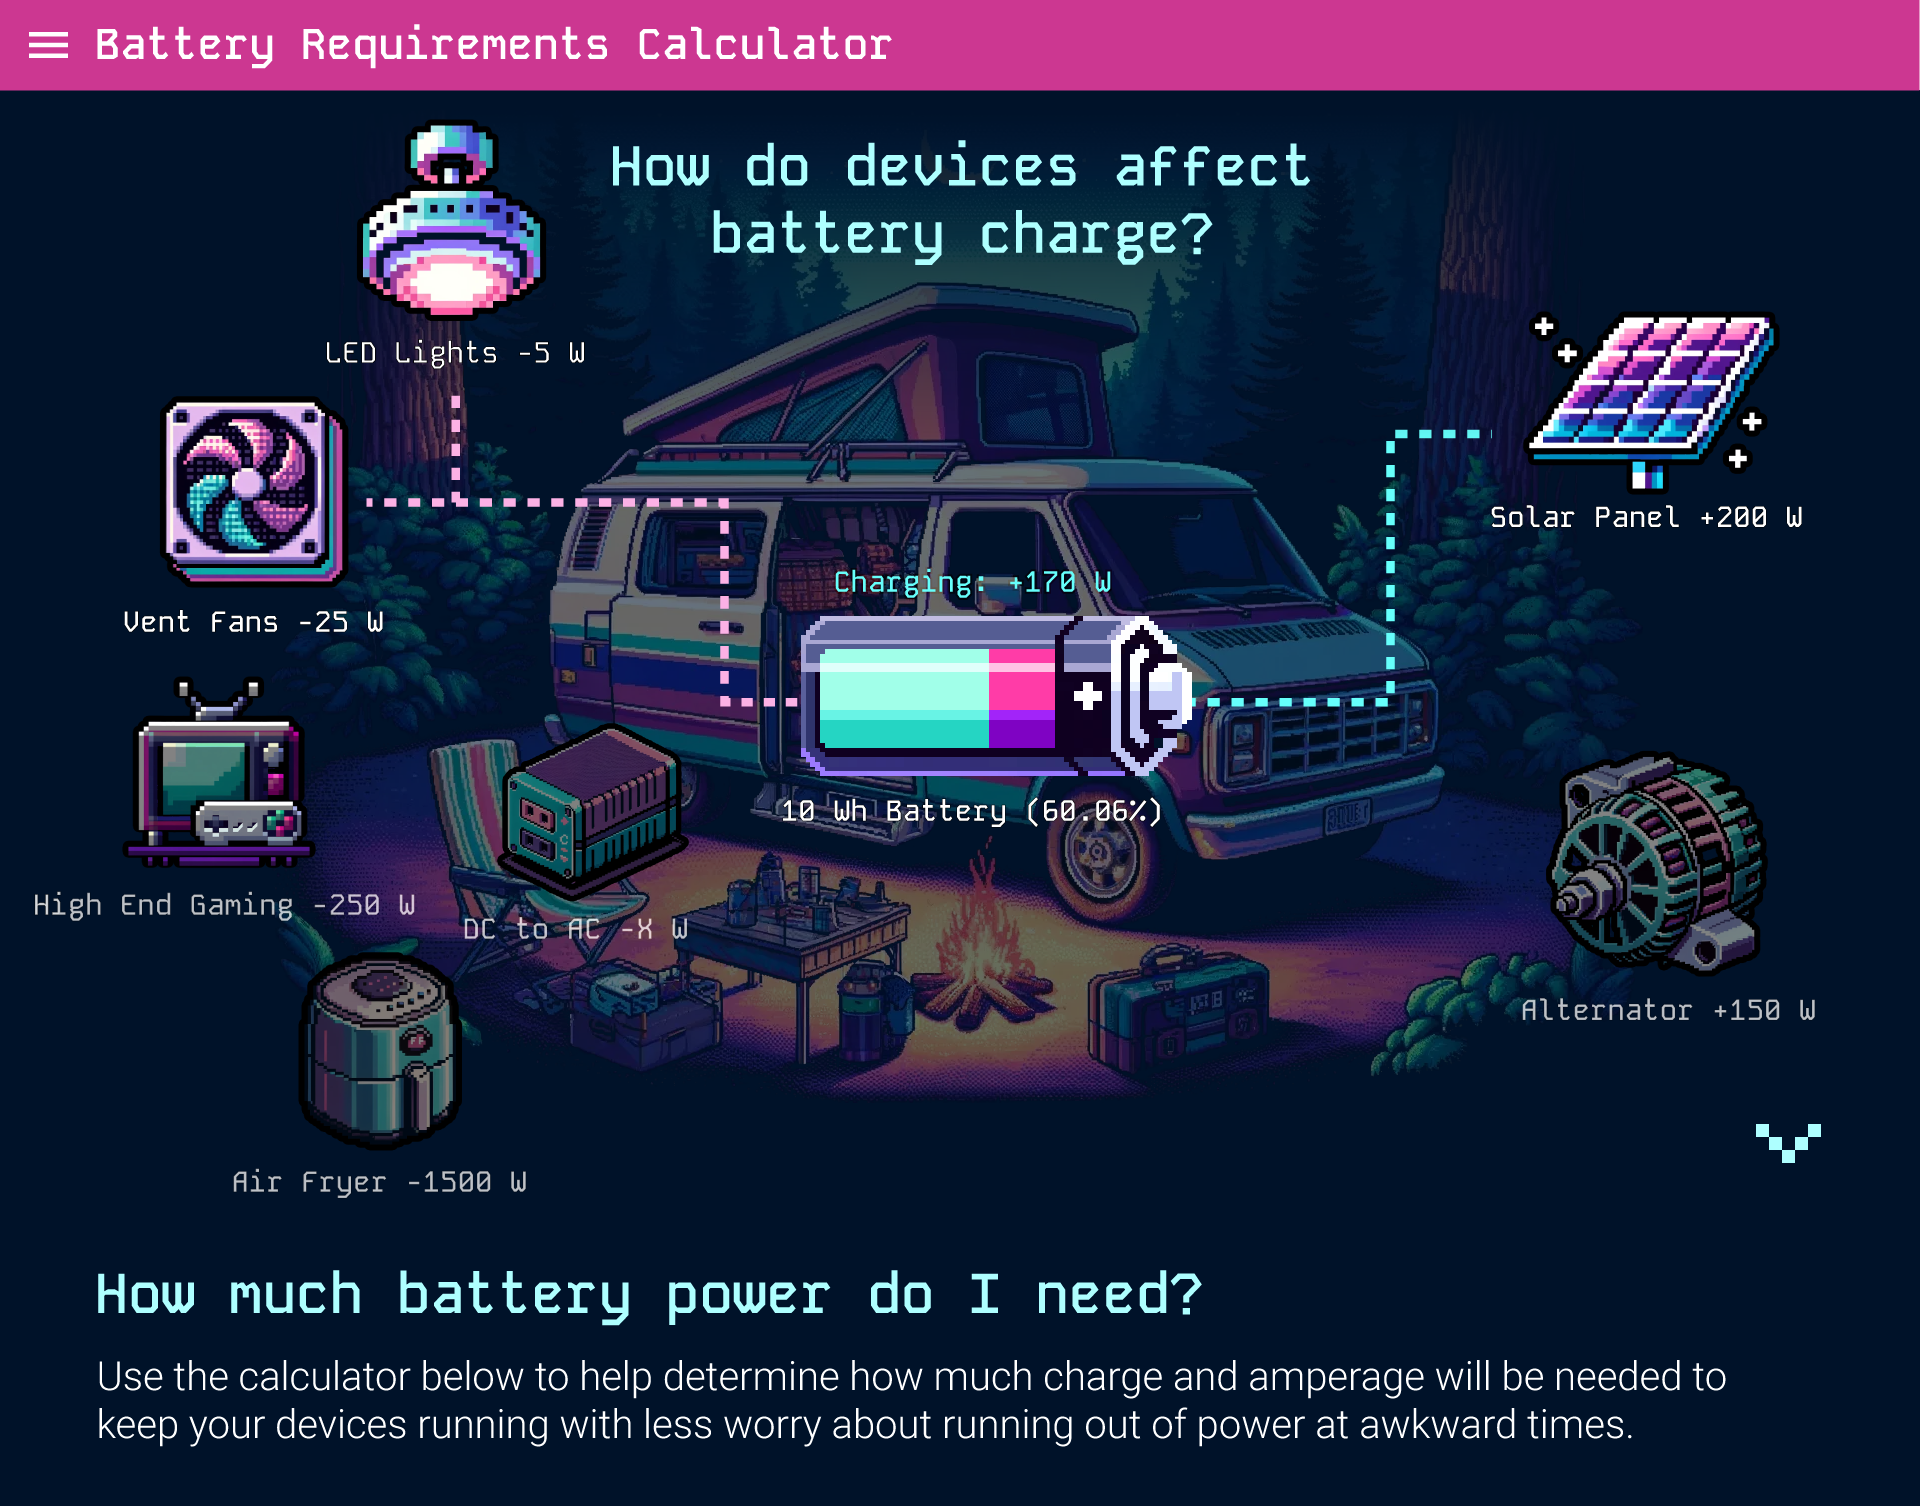 Battery Requirements Calculator
How do devices affect
battery charge?
LED Lights -5 W
Solar Panel +200 W
Charging: +170 W
Vent Fans -25 W
10 Wh Battery (60.06%)
High End Gaming -250 W
DC to AC -X W
Alternator +150 W
Air Fryer -1500 W
How much battery power do I need?
Use the calculator below to help determine how much charge and amperage will be needed to
keep your devices running with less worry about running out of power at awkward times.